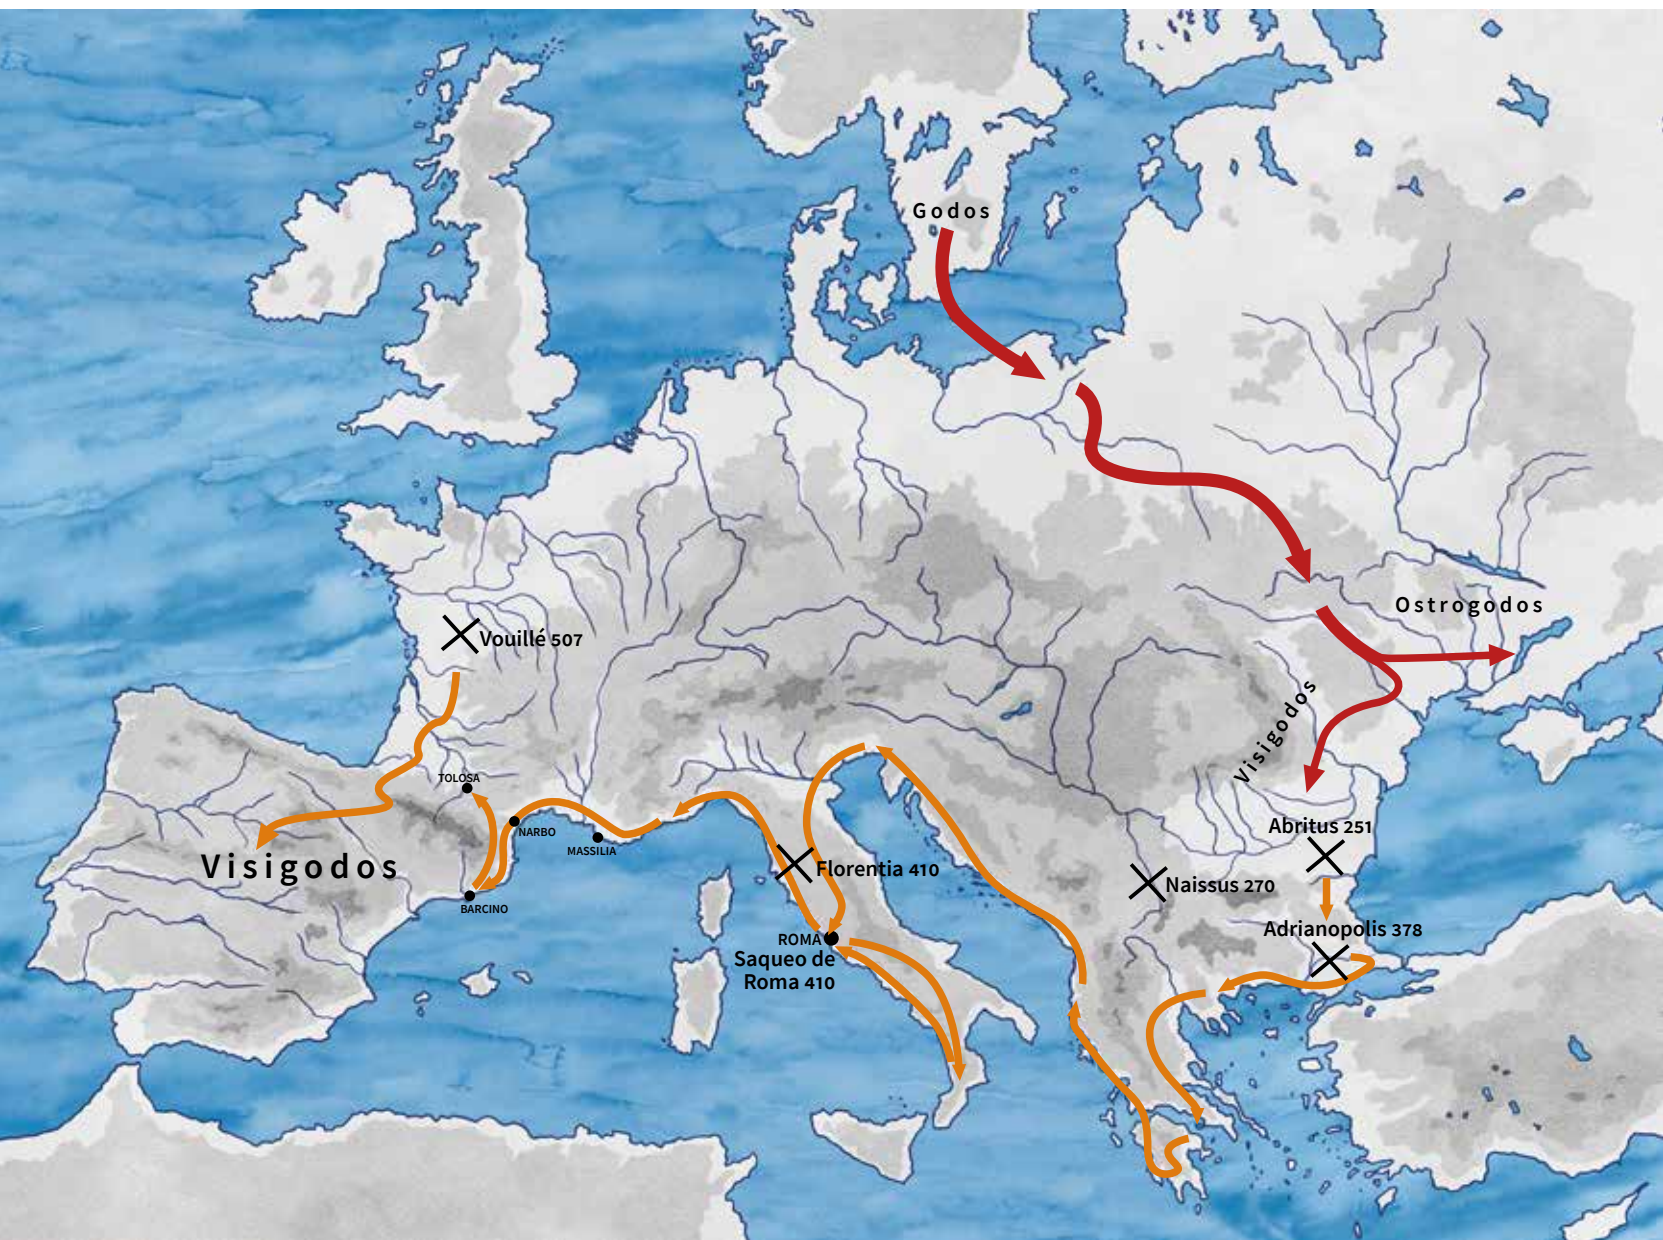 Godos
Ostrogodos
Vouillé 507
Visigodos
TOLOSA
Abritus 251
NARBO
MASSILIA
Visigodos
Florentia 410
Naissus 270
BARCINO
Adrianopolis 378
ROMA
Saqueo de
Roma 410